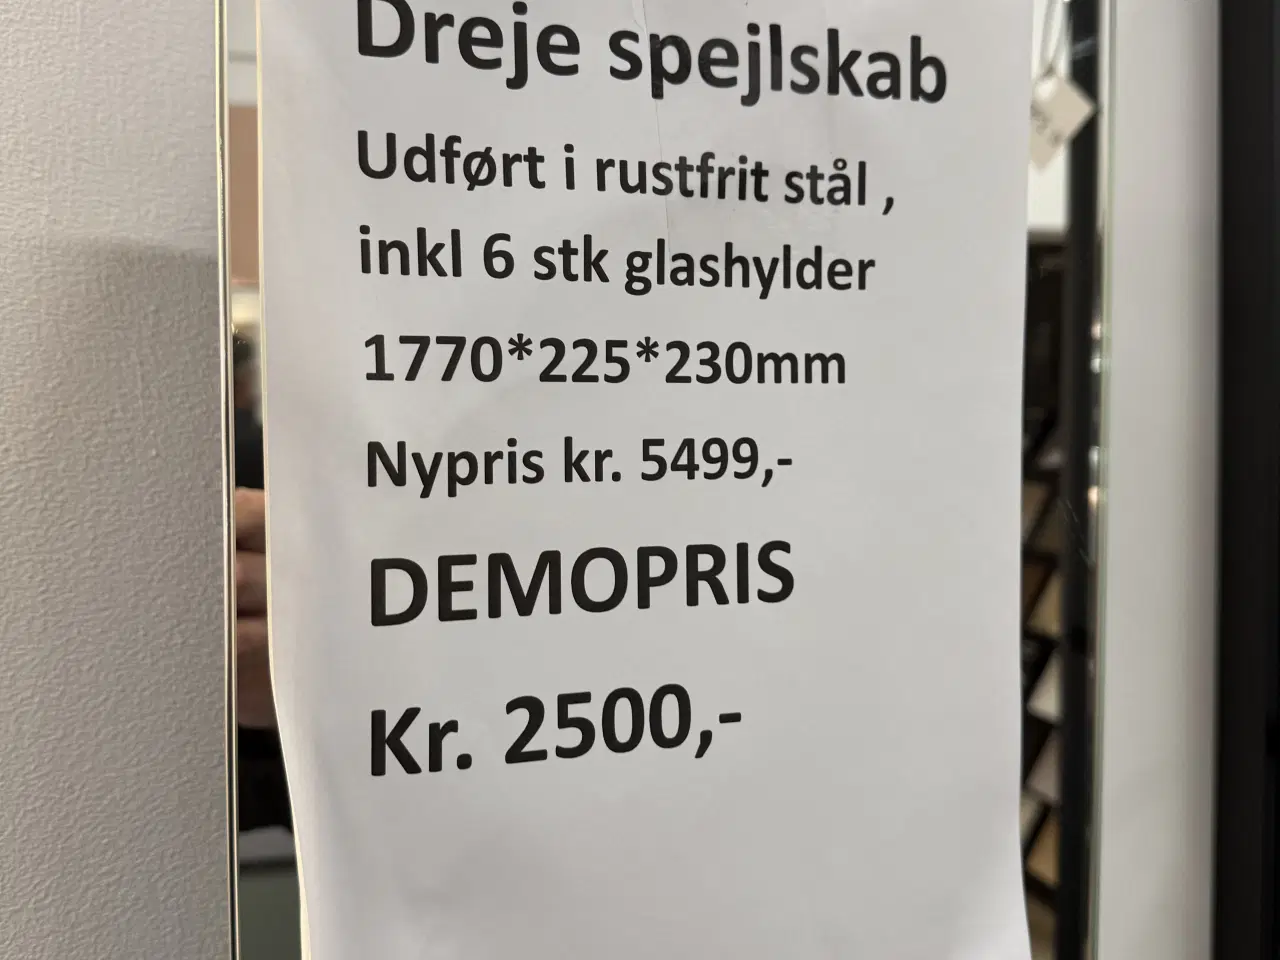 Dreje spejlskab
Udført i rustfrit stål ,
inkl 6 stk glashylder
1770*225*230mm
Nypris kr. 5499,-
DEMOPRIS
Kr. 2500,-